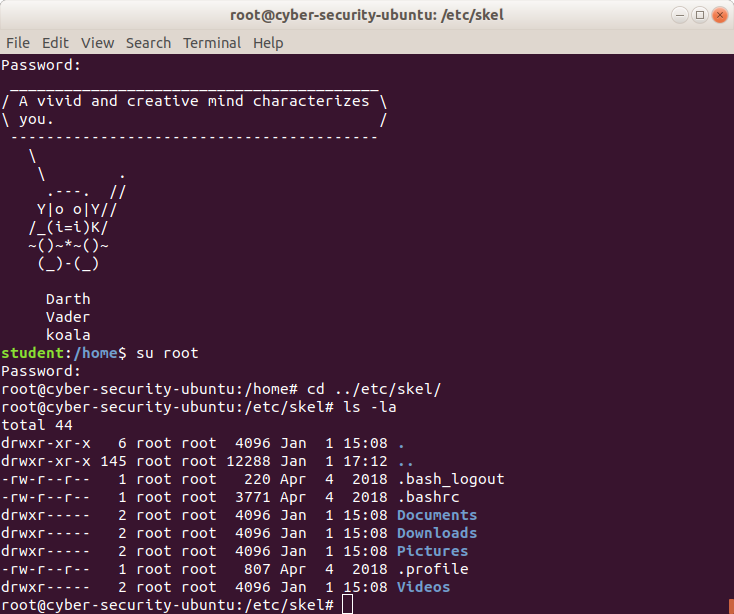 root@cyber-security-ubuntu: /etc/skel
File Edit View Search Terminal Help
Password:
 _________________________________________
/ A vivid and creative mind characterizes \
\ you.                                    /
 -----------------------------------------
   \
    \        .
     .---.  //
    Y|o o|Y//
   /_(i=i)K/
   ~()~*~()~
    (_)-(_)
     Darth
     Vader
     koala
student:/home$ su root
Password:
root@cyber-security-ubuntu:/home# cd ../etc/skel/
root@cyber-security-ubuntu:/etc/skel# ls -la
total 44
drwxr-xr-x   6 root root  4096 Jan  1 15:08 .
drwxr-xr-x 145 root root 12288 Jan  1 17:12 ..
-rw-r--r--   1 root root   220 Apr  4  2018 .bash_logout
-rw-r--r--   1 root root  3771 Apr  4  2018 .bashrc
drwxr-----   2 root root  4096 Jan  1 15:08 Documents
drwxr-----   2 root root  4096 Jan  1 15:08 Downloads
drwxr-----   2 root root  4096 Jan  1 15:08 Pictures
-rw-r--r--   1 root root   807 Apr  4  2018 .profile
drwxr-----   2 root root  4096 Jan  1 15:08 Videos
root@cyber-security-ubuntu:/etc/skel#